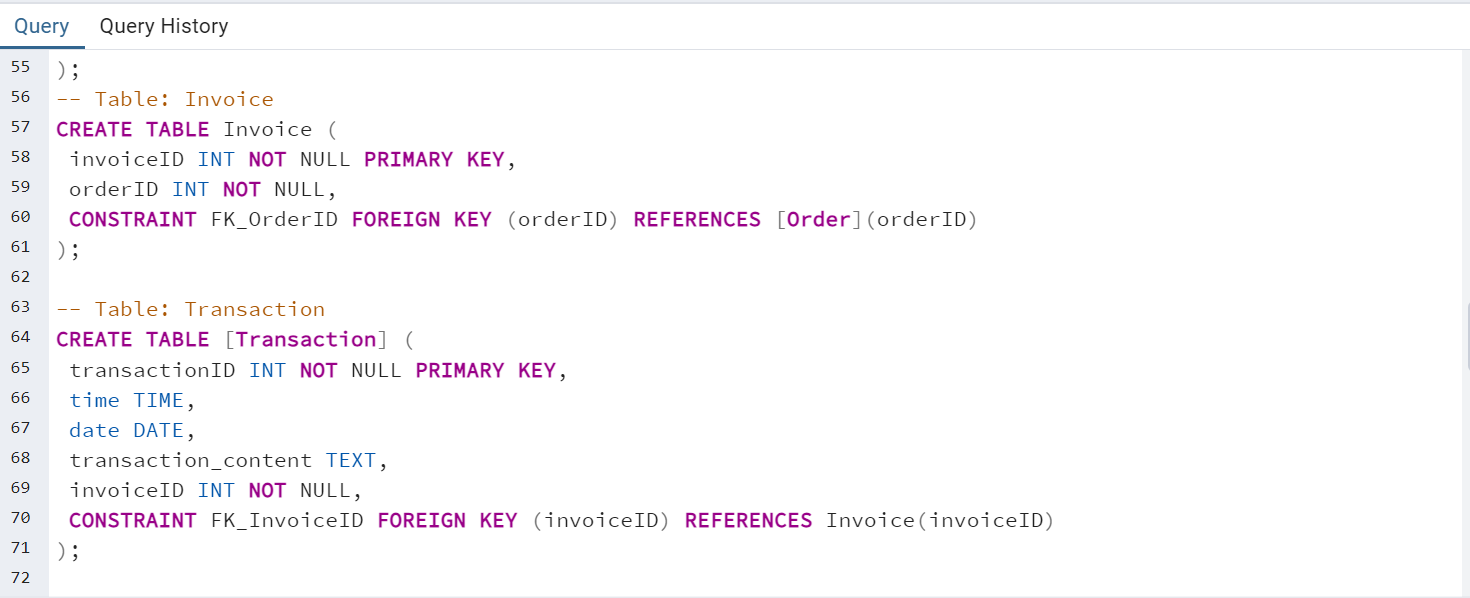 Query Query History
55 );
56 -- Table: Invoice
57 CREATE TABLE Invoice (
58 invoiceID INT NOT NULL PRIMARY KEY,
59 orderID INT NOT NULL,
60 CONSTRAINT FK_OrderID FOREIGN KEY (orderID) REFERENCES [Order](orderID)
61 );
62
63 -- Table: Transaction
64 CREATE TABLE [Transaction] (
65 transactionID INT NOT NULL PRIMARY KEY,
66 time TIME,
67 date DATE,
68 transaction_content TEXT,
69 invoiceID INT NOT NULL,
70 CONSTRAINT FK_InvoiceID FOREIGN KEY (invoiceID) REFERENCES Invoice(invoiceID)
71 );
72